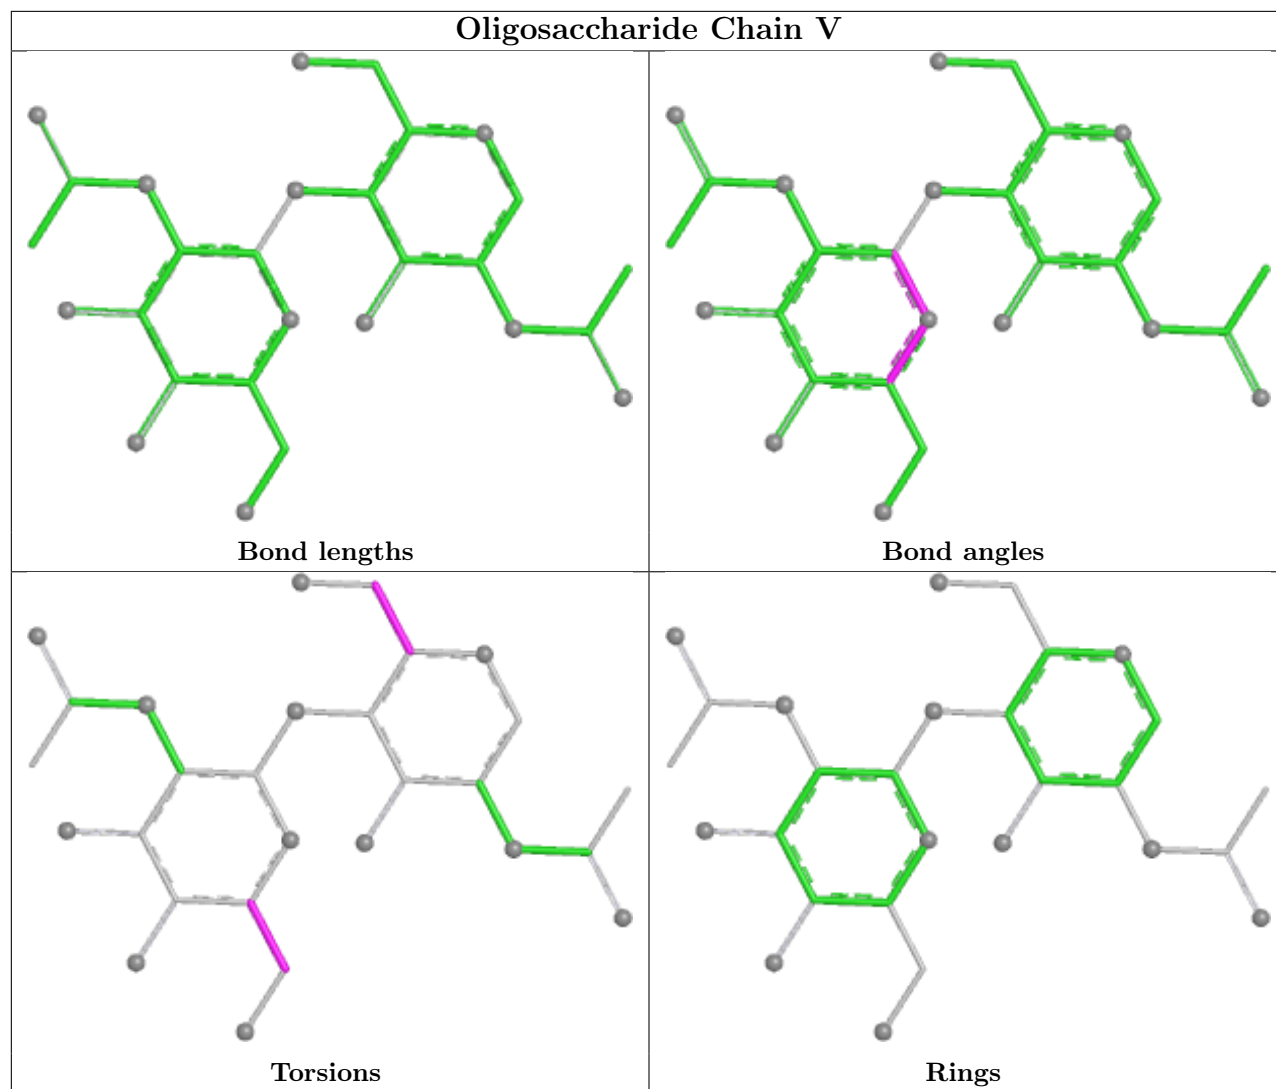 Oligosaccharide Chain V
Bond lengths
Bond angles
Torsions
Rings